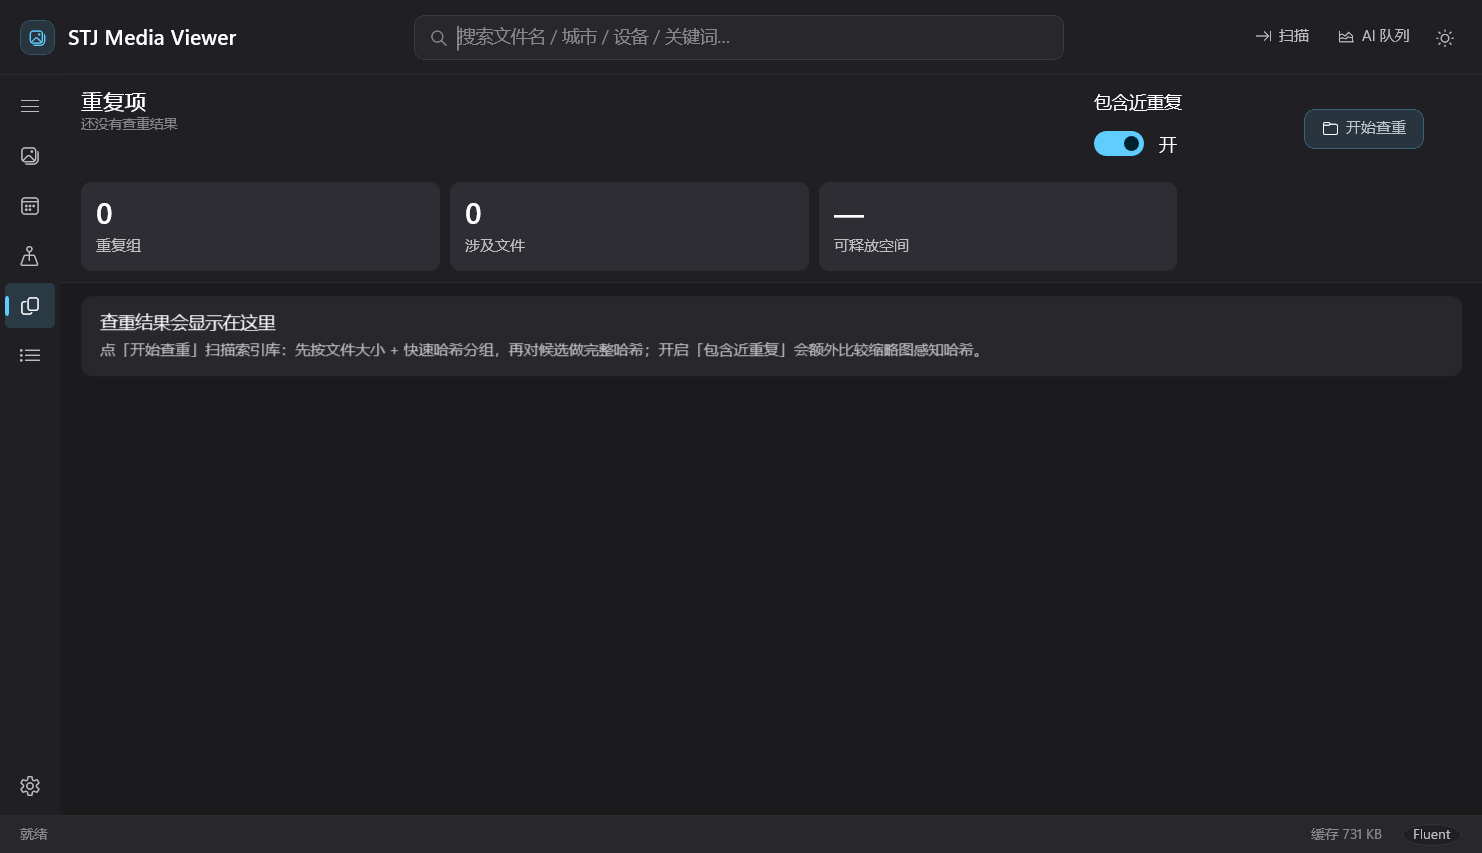 STJ Media Viewer
搜索文件名 / 城市 / 设备 / 关键词...
扫描
AI 队列
重复项
还没有查重结果
包含近重复
开
开始查重
0
重复组
0
涉及文件
—
可释放空间
查重结果会显示在这里
点「开始查重」扫描索引库：先按文件大小 + 快速哈希分组，再对候选做完整哈希；开启「包含近重复」会额外比较缩略图感知哈希。
就绪
缓存 731 KB
Fluent